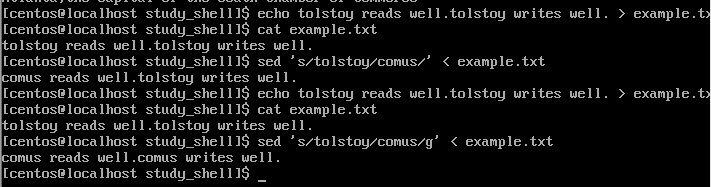 [centos@localhost study_shell]$ echo tolstoy reads well.tolstoy writes well. > example.tx
[centos@localhost study_shell]$ cat example.txt
tolstoy reads well.tolstoy writes well.
[centos@localhost study_shell]$ sed 's/tolstoy/comus/' < example.txt
comus reads well.tolstoy writes well.
[centos@localhost study_shell]$ echo tolstoy reads well.tolstoy writes well. > example.tx
[centos@localhost study_shell]$ cat example.txt
tolstoy reads well.tolstoy writes well.
[centos@localhost study_shell]$ sed 's/tolstoy/comus/g' < example.txt
comus reads well.comus writes well.
[centos@localhost study_shell]$ _